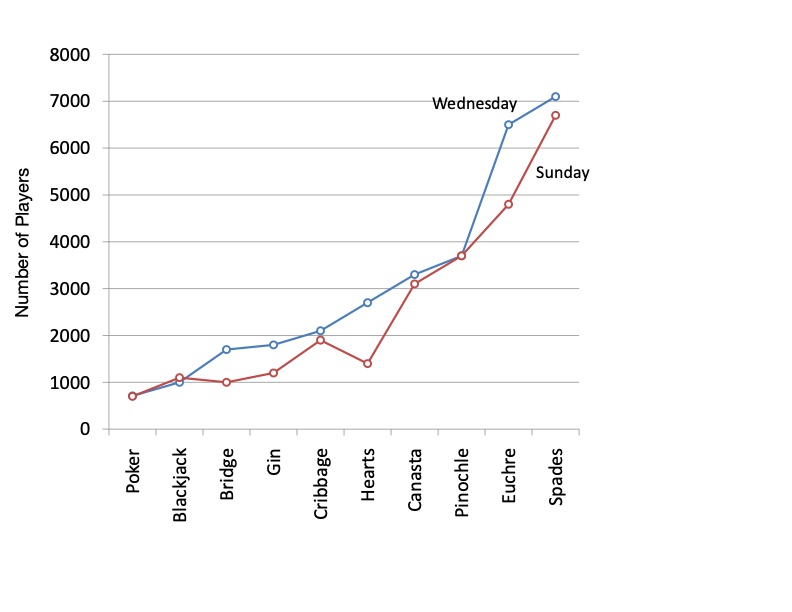 8000
7000
6000
5000
4000
3000
2000
1000
0
Number of Players
Wednesday
Sunday
Poker
Blackjack
Bridge
Gin
Cribbage
Hearts
Canasta
Pinochle
Euchre
Spades